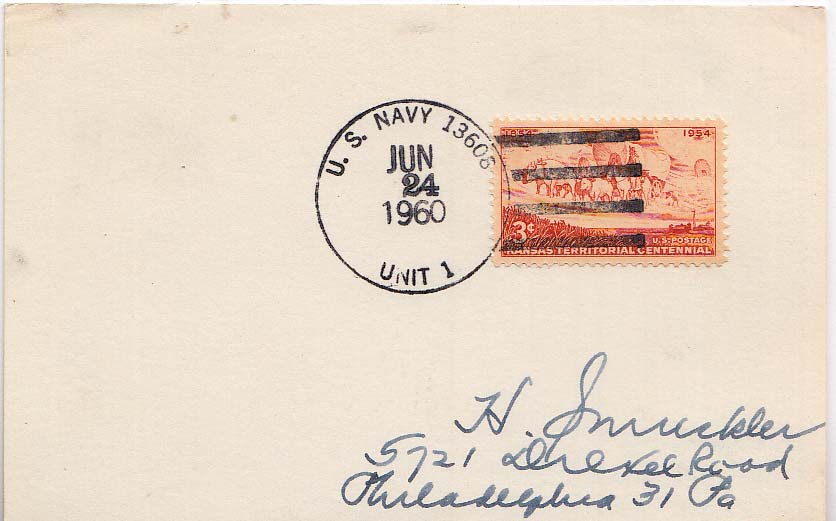 U. S. NAVY 13608
JUN
24
1960
UNIT 1
1854 1954
3¢
U.S. POSTAGE
KANSAS TERRITORIAL CENTENNIAL
H. Smuckler
5721 Drexel Road
Philadelphia 31 Pa